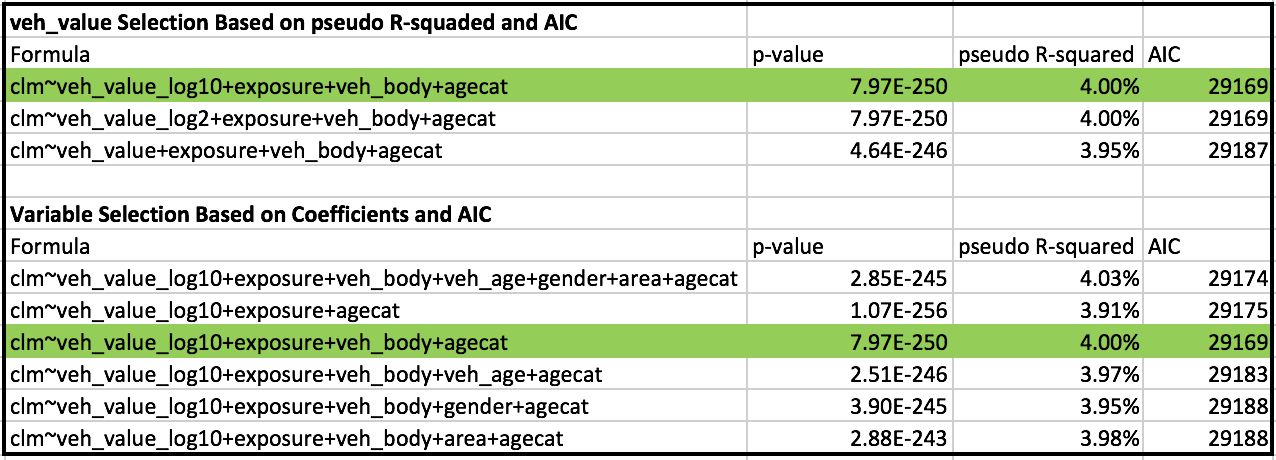 veh_value Selection Based on pseudo R-squaded and AIC
Formula p-value pseudo R-squared AIC
clm~veh_value_log10+exposure+veh_body+agecat 7.97E-250 4.00% 29169
clm~veh_value_log2+exposure+veh_body+agecat 7.97E-250 4.00% 29169
clm~veh_value+exposure+veh_body+agecat 4.64E-246 3.95% 29187
Variable Selection Based on Coefficients and AIC
Formula p-value pseudo R-squared AIC
clm~veh_value_log10+exposure+veh_body+veh_age+gender+area+agecat 2.85E-245 4.03% 29174
clm~veh_value_log10+exposure+agecat 1.07E-256 3.91% 29175
clm~veh_value_log10+exposure+veh_body+agecat 7.97E-250 4.00% 29169
clm~veh_value_log10+exposure+veh_body+veh_age+agecat 2.51E-246 3.97% 29183
clm~veh_value_log10+exposure+veh_body+gender+agecat 3.90E-245 3.95% 29188
clm~veh_value_log10+exposure+veh_body+area+agecat 2.88E-243 3.98% 29188